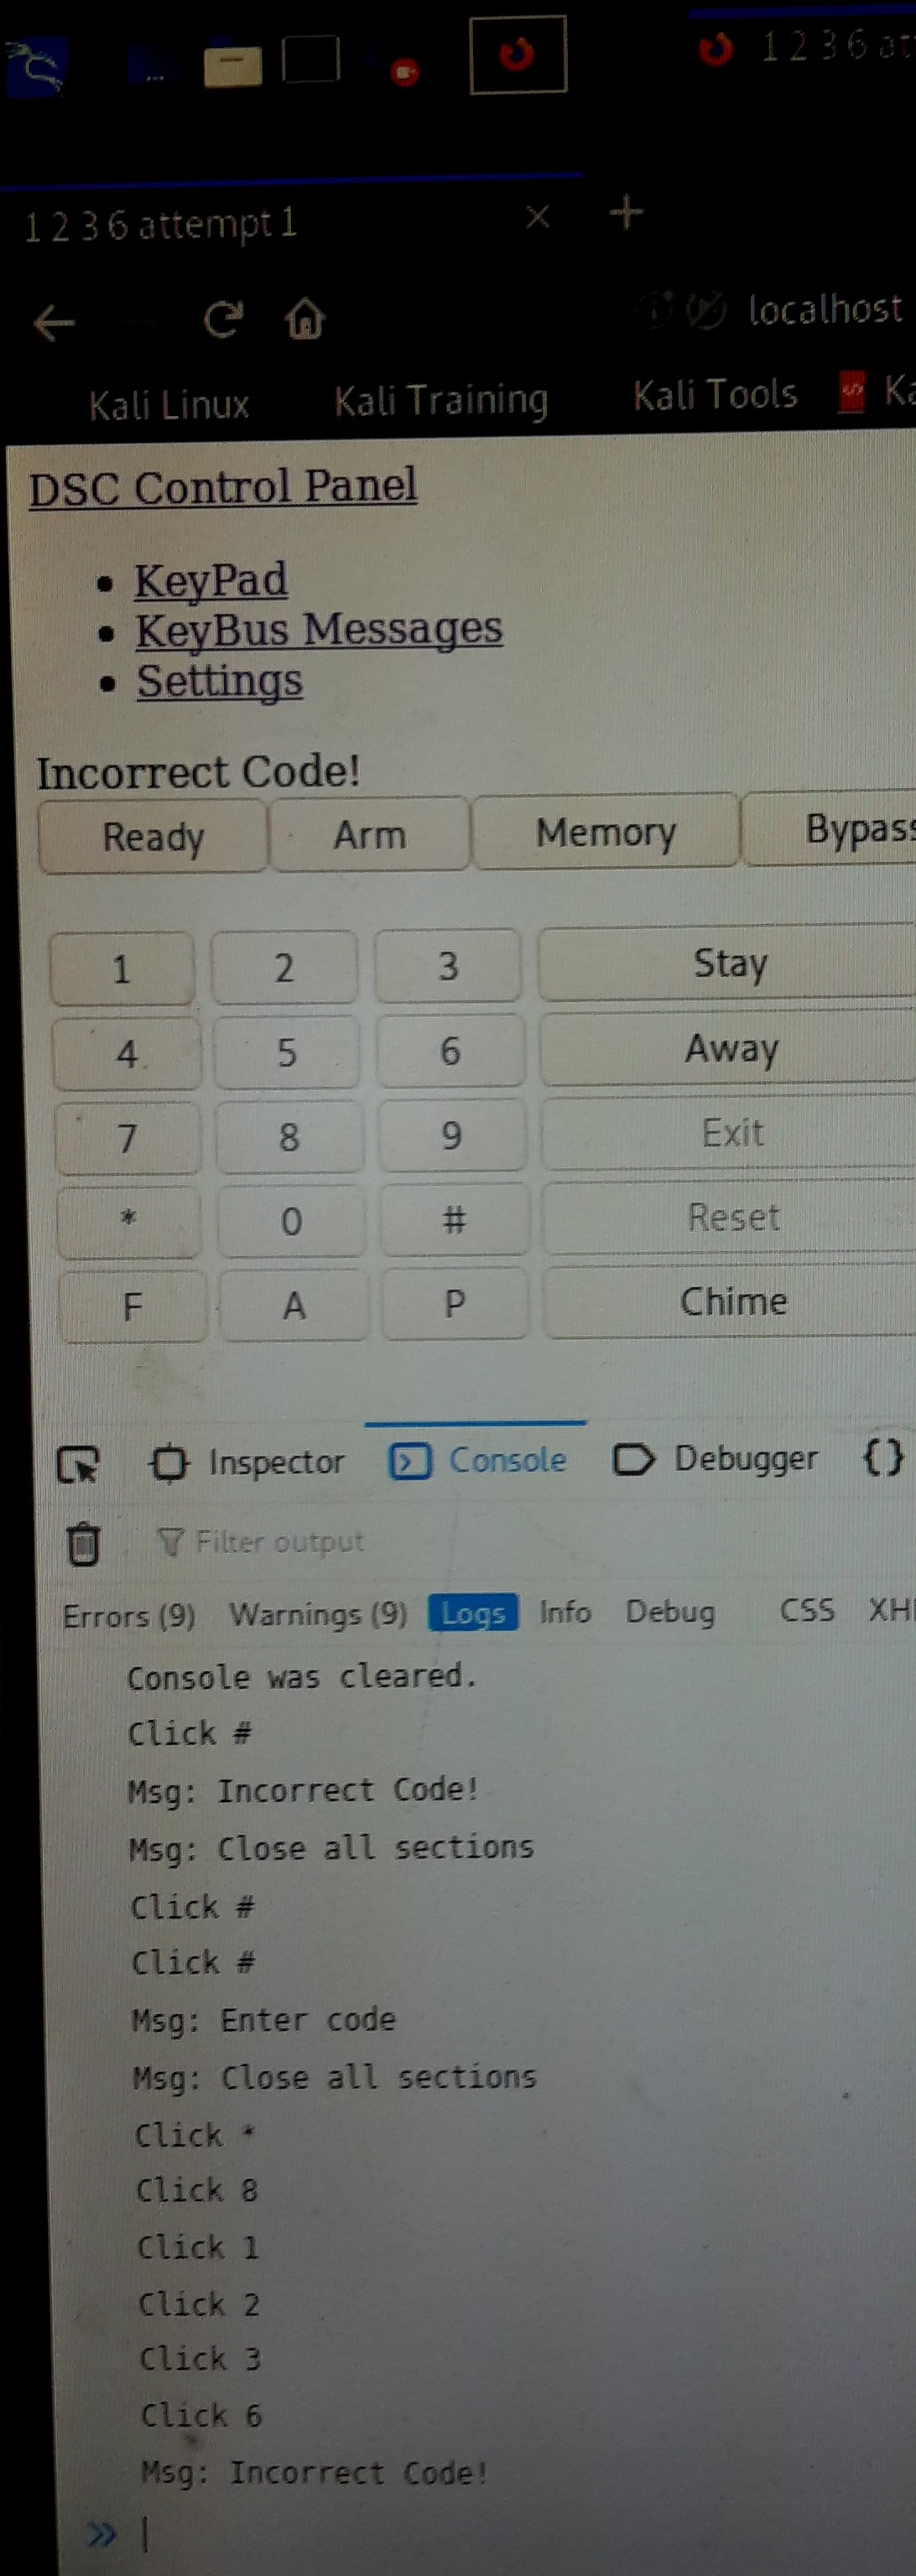 1 2 3 6 at
1 2 3 6 attempt 1
localhost
Kali Linux Kali Training Kali Tools Ka
DSC Control Panel
KeyPad
KeyBus Messages
Settings
Incorrect Code!
Ready Arm Memory Bypass
1 2 3 Stay
4 5 6 Away
7 8 9 Exit
* 0 # Reset
F A P Chime
Inspector Console Debugger {}
Filter output
Errors (9) Warnings (9) Logs Info Debug CSS XH
Console was cleared.
Click #
Msg: Incorrect Code!
Msg: Close all sections
Click #
Click #
Msg: Enter code
Msg: Close all sections
Click *
Click 8
Click 1
Click 2
Click 3
Click 6
Msg: Incorrect Code!